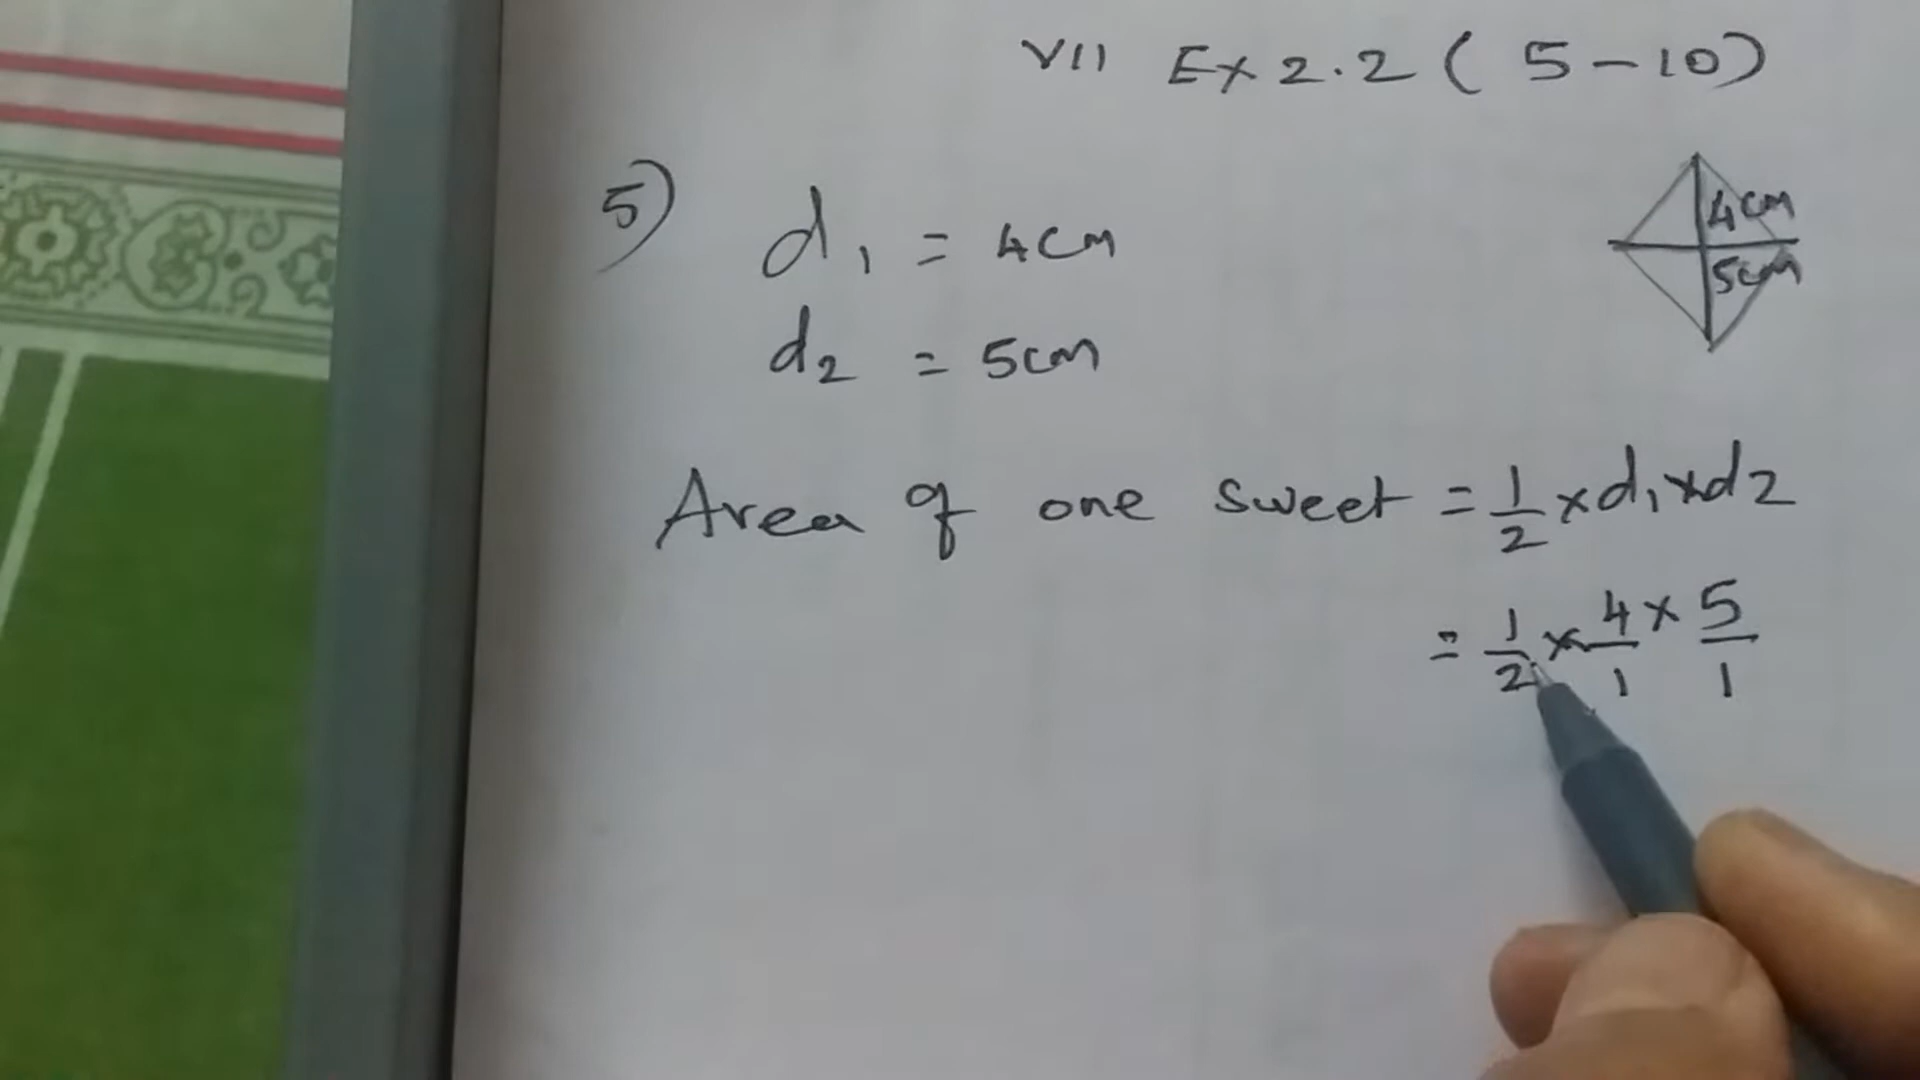 VII Ex 2.2 ( 5 - 10 )
5)
d₁ = 4cm
4cm
5cm
d₂ = 5cm
Area of one sweet = 1/2 × d₁ × d2
= 1/2 × 4/1 × 5/1